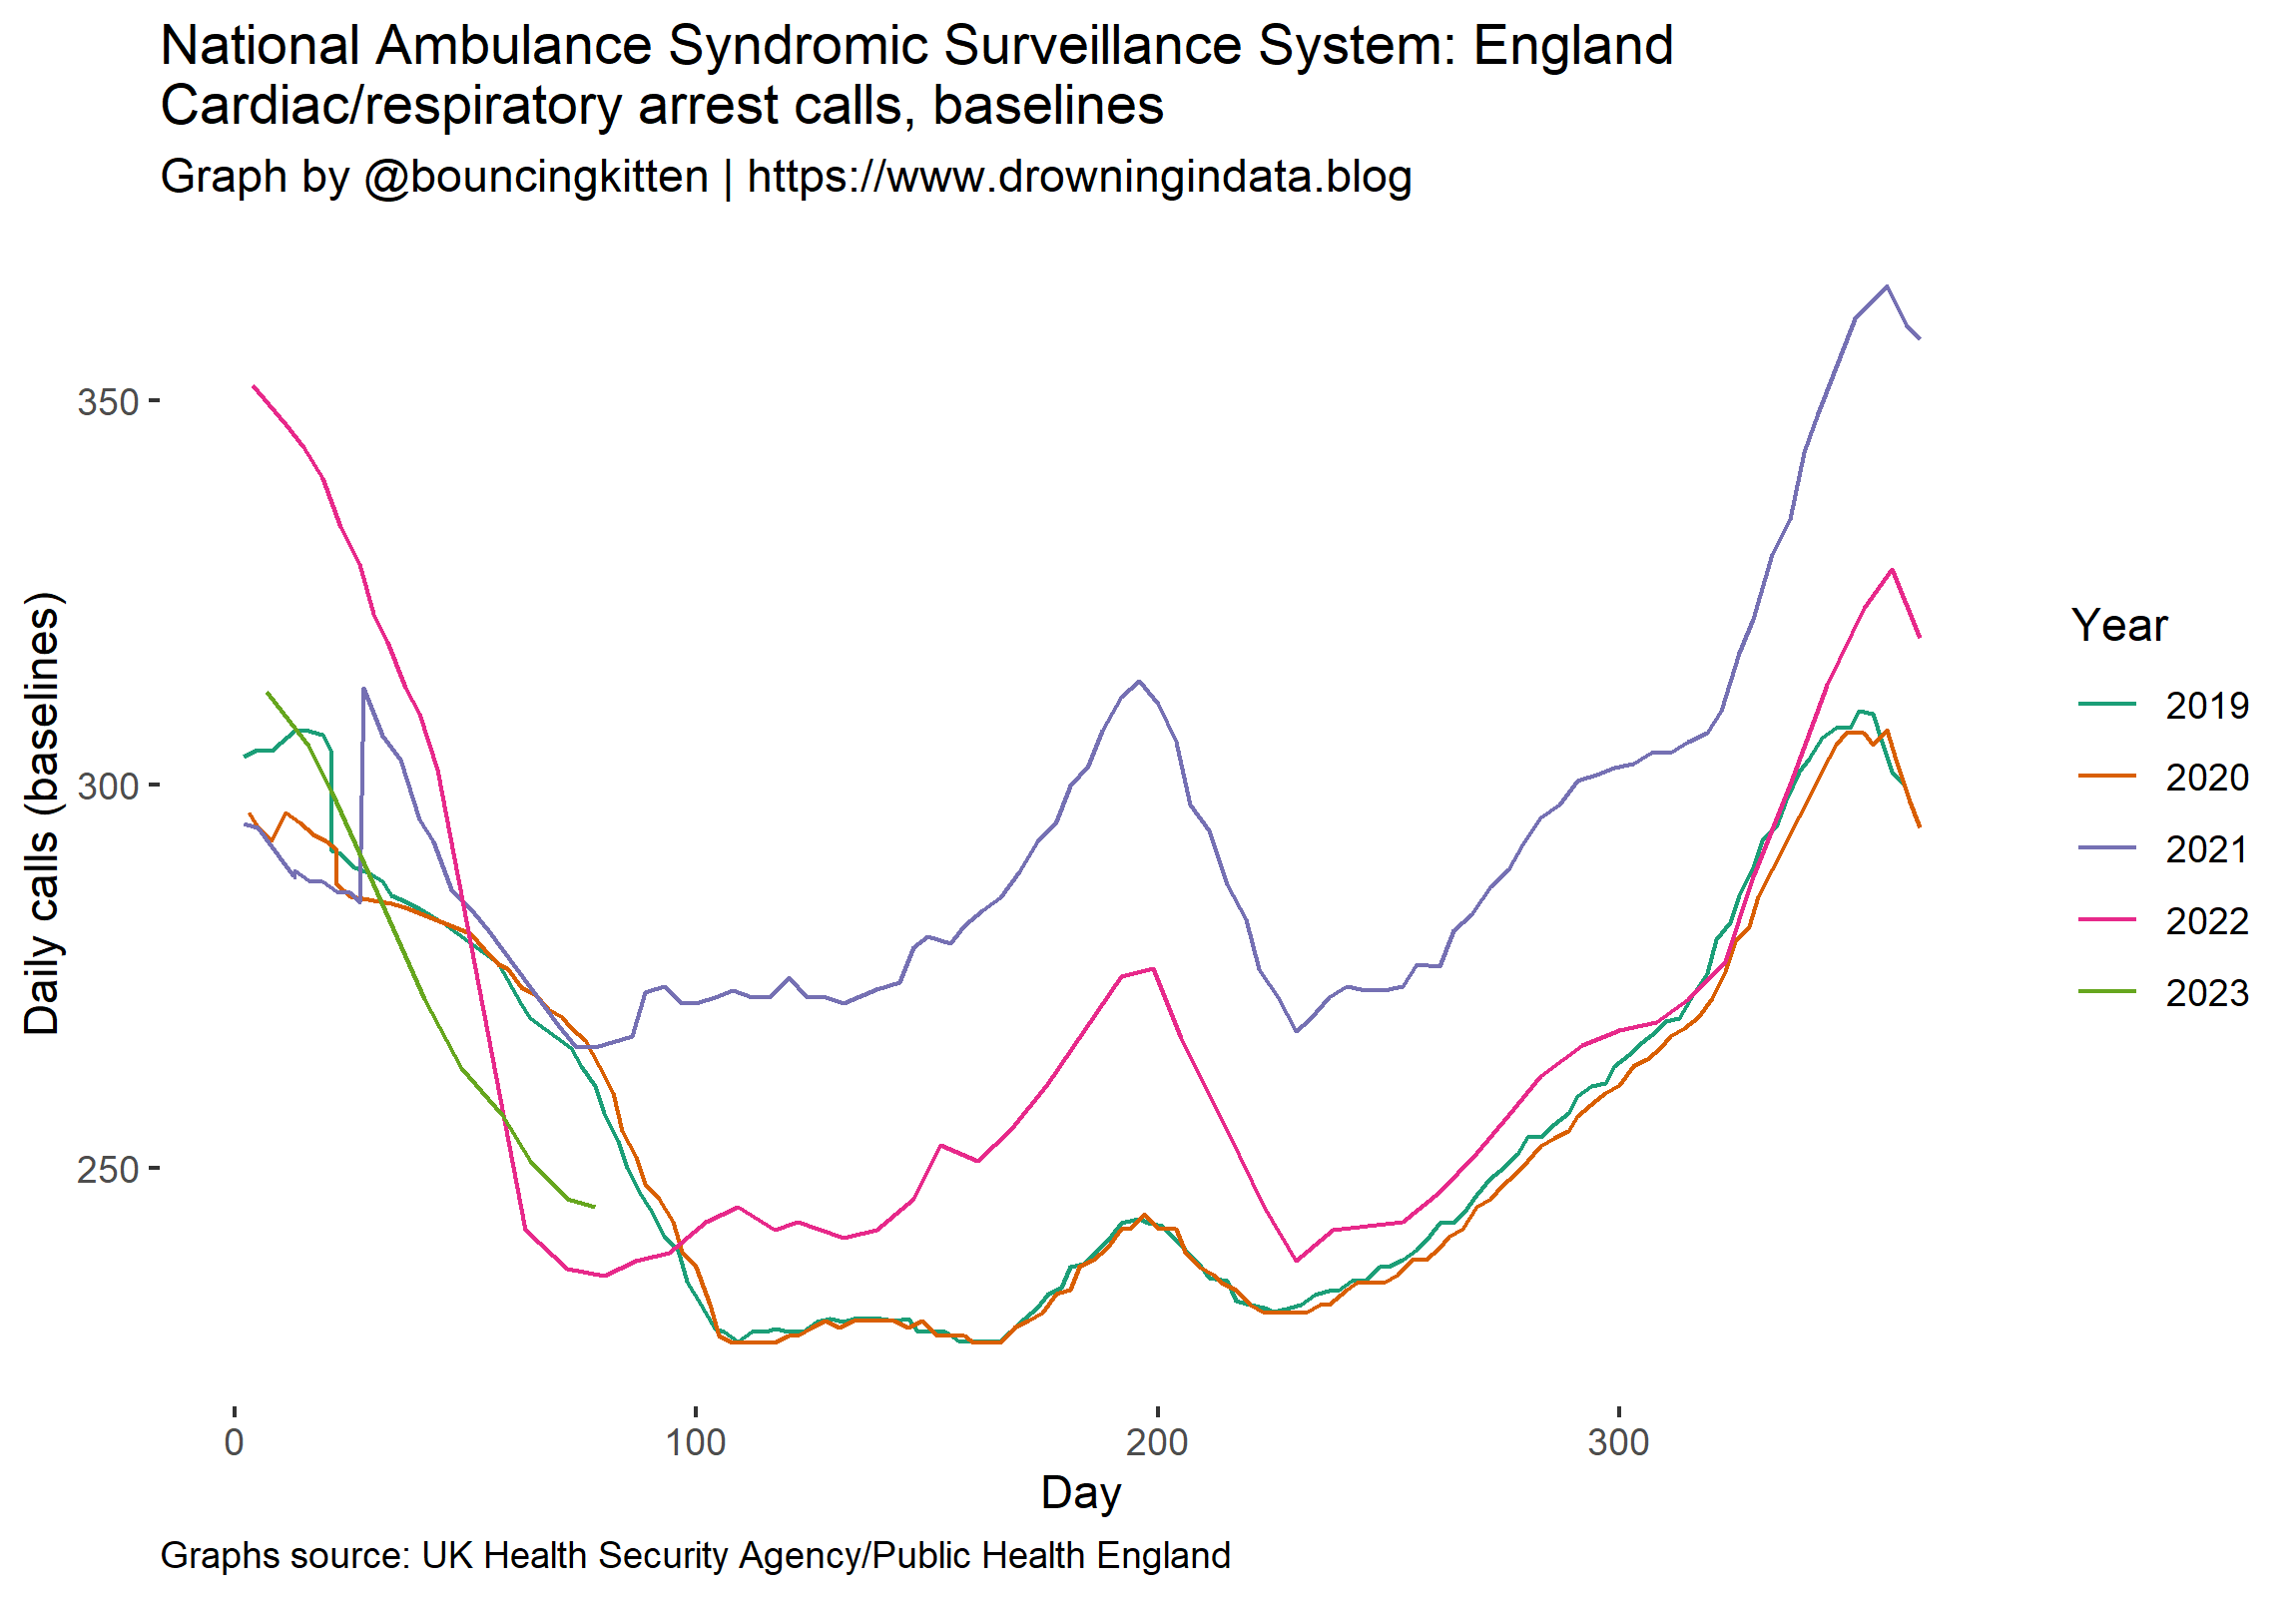 National Ambulance Syndromic Surveillance System: England
Cardiac/respiratory arrest calls, baselines
Graph by @bouncingkitten | https://www.drowningindata.blog
Daily calls (baselines)
350
300
250
0
100
200
300
Day
Year
2019
2020
2021
2022
2023
Graphs source: UK Health Security Agency/Public Health England